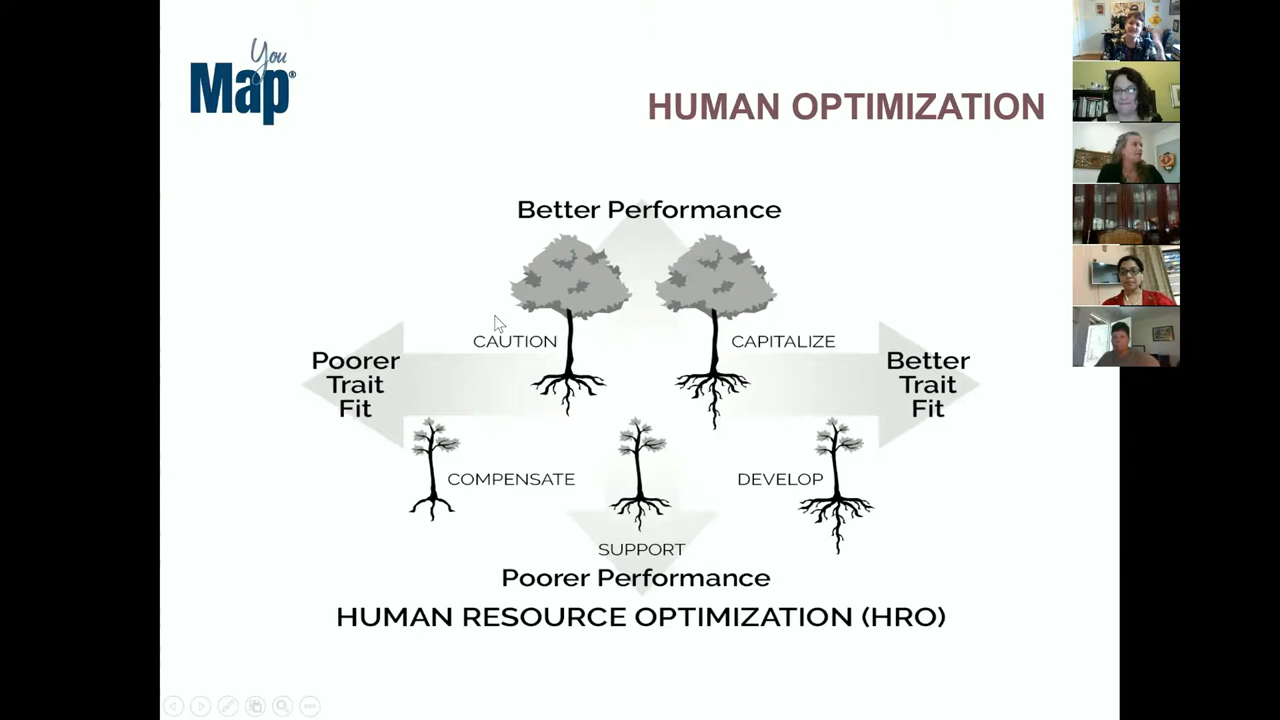 You
Map®
HUMAN OPTIMIZATION
Better Performance
CAUTION
CAPITALIZE
Poorer
Trait
Fit
Better
Trait
Fit
COMPENSATE
DEVELOP
SUPPORT
Poorer Performance
HUMAN RESOURCE OPTIMIZATION (HRO)